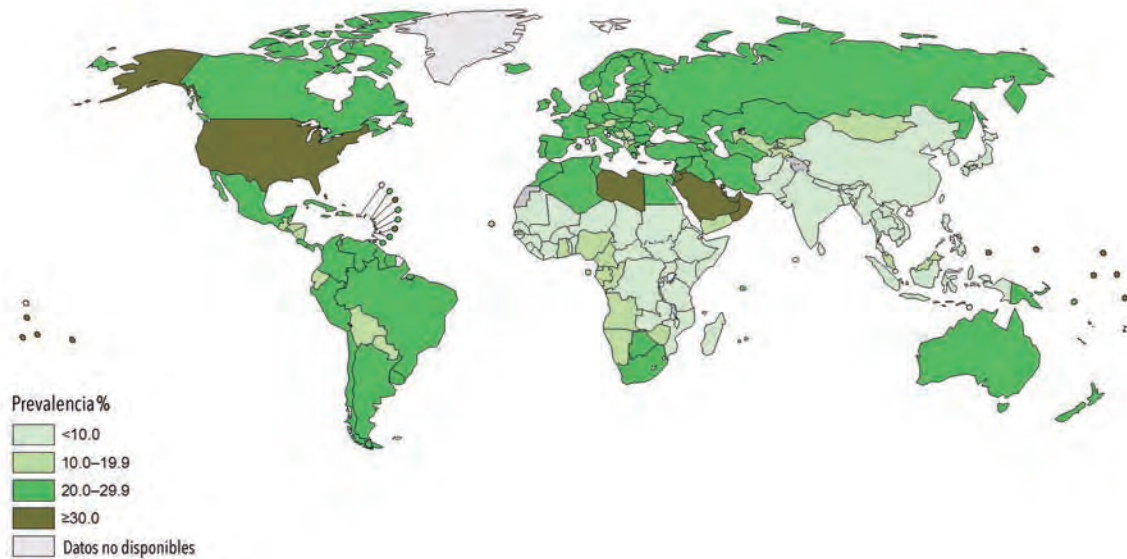 Prevalencia%
<10.0
10.0–19.9
20.0–29.9
≥30.0
Datos no disponibles